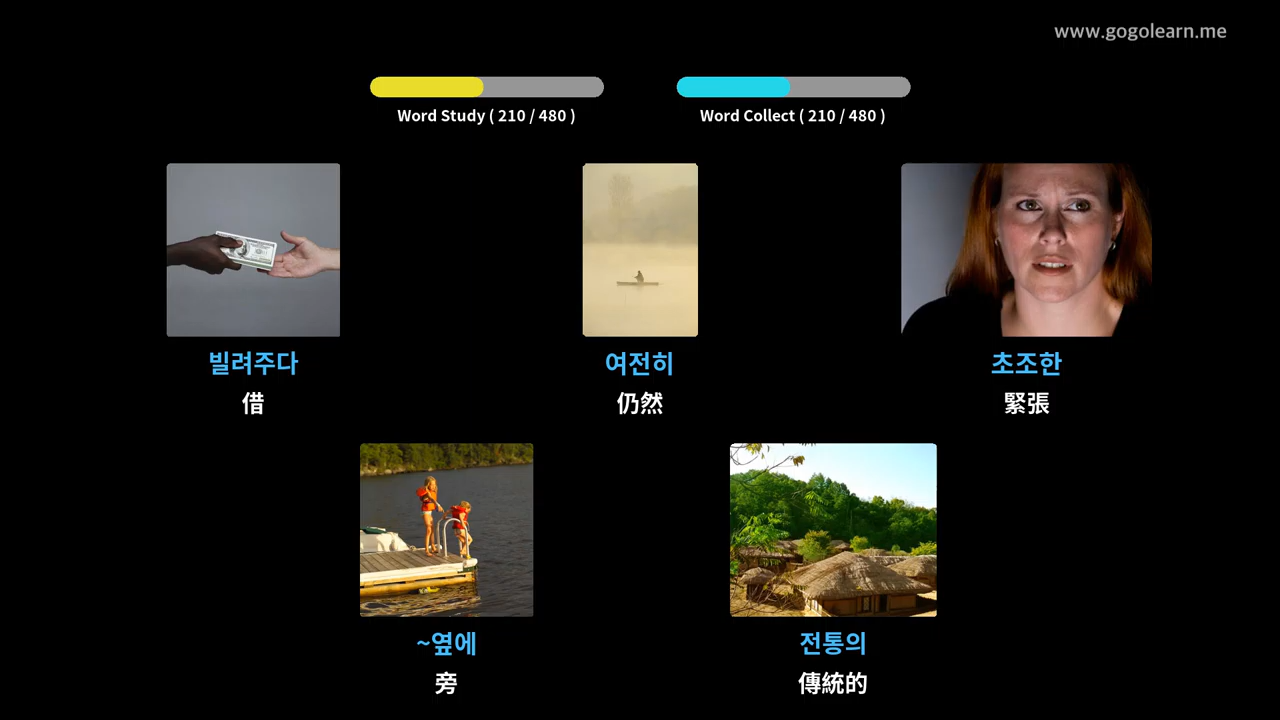 www.gogolearn.me
Word Study ( 210 / 480 )
Word Collect ( 210 / 480 )
빌려주다
借
여전히
仍然
초조한
緊張
~옆에
旁
전통의
傳統的